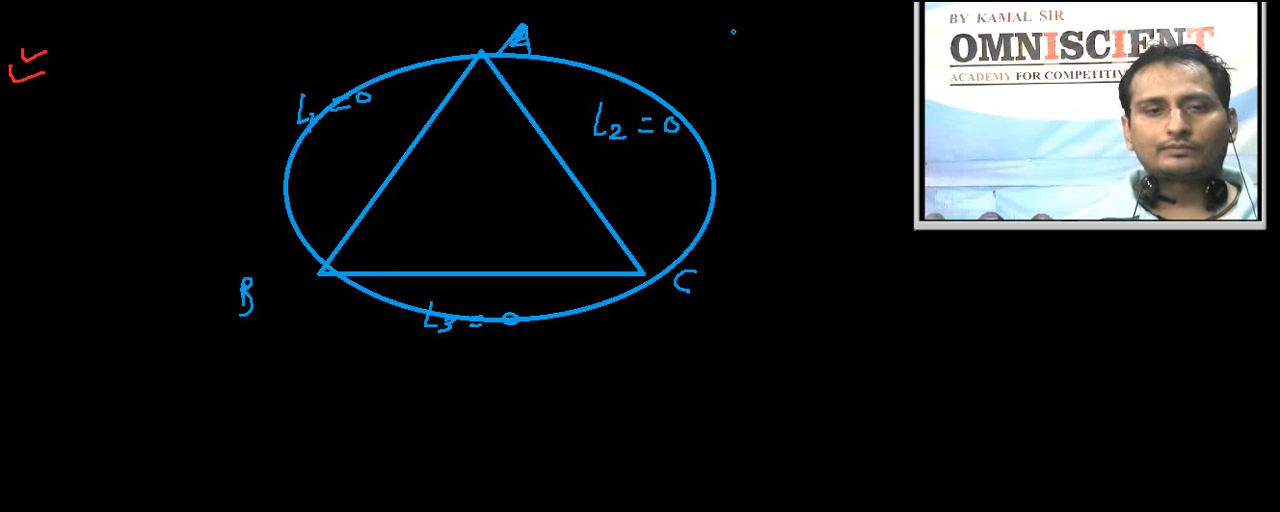 BY KAMAL SIR
OMNISCIENT
ACADEMY FOR COMPETITIV
A
L1 = 0
L2 = 0
B
C
L3 = 0